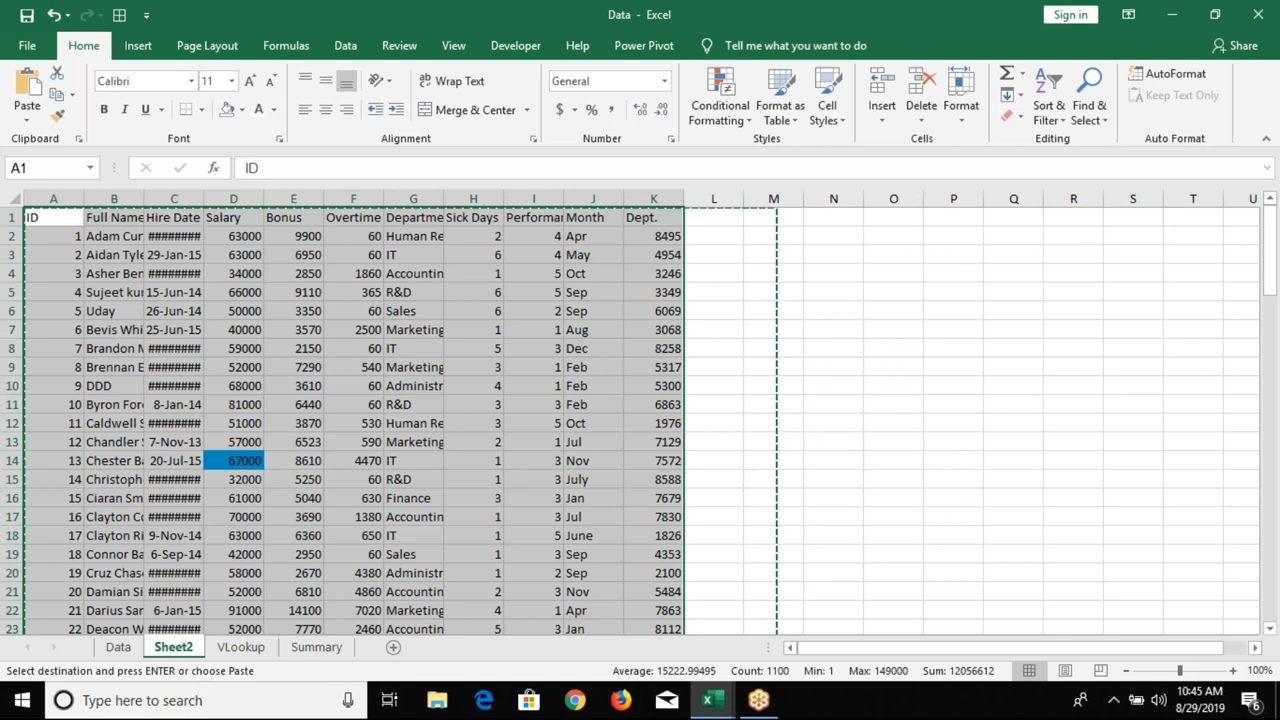 Data - Excel
Sign in
File Home Insert Page Layout Formulas Data Review View Developer Help Power Pivot Tell me what you want to do Share
Paste
Calibri 11 A A
B I U A
Wrap Text
Merge & Center
General
$ % ,
Conditional Formatting
Format as Table
Cell Styles
Insert Delete Format
Sort & Filter
Find & Select
AutoFormat
Keep Text Only
Clipboard Font Alignment Number Styles Cells Editing Auto Format
A1 fx ID
A B C D E F G H I J K L M N O P Q R S T U
1 ID Full Name Hire Date Salary Bonus Overtime Departme Sick Days Performan Month Dept.
2 1 Adam Cur ######## 63000 9900 60 Human Re 2 4 Apr 8495
3 2 Aidan Tyle 29-Jan-15 63000 6950 60 IT 6 4 May 4954
4 3 Asher Ben ######## 34000 2850 1860 Accountin 1 5 Oct 3246
5 4 Sujeet kur 15-Jun-14 66000 9110 365 R&D 6 5 Sep 3349
6 5 Uday 26-Jun-14 50000 3350 60 Sales 6 2 Sep 6069
7 6 Bevis Whi 25-Jun-15 40000 3570 2500 Marketing 1 1 Aug 3068
8 7 Brandon M ######## 59000 2150 60 IT 5 3 Dec 8258
9 8 Brennan E ######## 52000 7290 540 Marketing 3 1 Feb 5317
10 9 DDD ######## 68000 3610 60 Administr 4 1 Feb 5300
11 10 Byron Fore 8-Jan-14 81000 6440 60 R&D 3 3 Feb 6863
12 11 Caldwell S ######## 51000 3870 530 Human Re 3 5 Oct 1976
13 12 Chandler S 7-Nov-13 57000 6523 590 Marketing 2 1 Jul 7129
14 13 Chester Ba 20-Jul-15 67000 8610 4470 IT 1 3 Nov 7572
15 14 Christoph ######## 32000 5250 60 R&D 1 3 July 8588
16 15 Ciaran Sm ######## 61000 5040 630 Finance 3 3 Jan 7679
17 16 Clayton Co ######## 70000 3690 1380 Accountin 1 3 Jul 7830
18 17 Clayton Ri 9-Nov-14 63000 6360 650 IT 1 5 June 1826
19 18 Connor Ba 6-Sep-14 42000 2950 60 Sales 1 3 Sep 4353
20 19 Cruz Chas ######## 58000 2670 4380 Administr 1 2 Sep 2100
21 20 Damian Si ######## 52000 6810 4860 Accountin 2 3 Nov 5484
22 21 Darius San 6-Jan-15 91000 14100 7020 Marketing 4 1 Apr 7863
23 22 Deacon W ######## 52000 7770 2460 Accountin 5 3 Jan 8112
Data Sheet2 VLookup Summary
Select destination and press ENTER or choose Paste Average: 15222.99495 Count: 1100 Min: 1 Max: 149000 Sum: 12056612 100%
Type here to search
10:45 AM
8/29/2019
6